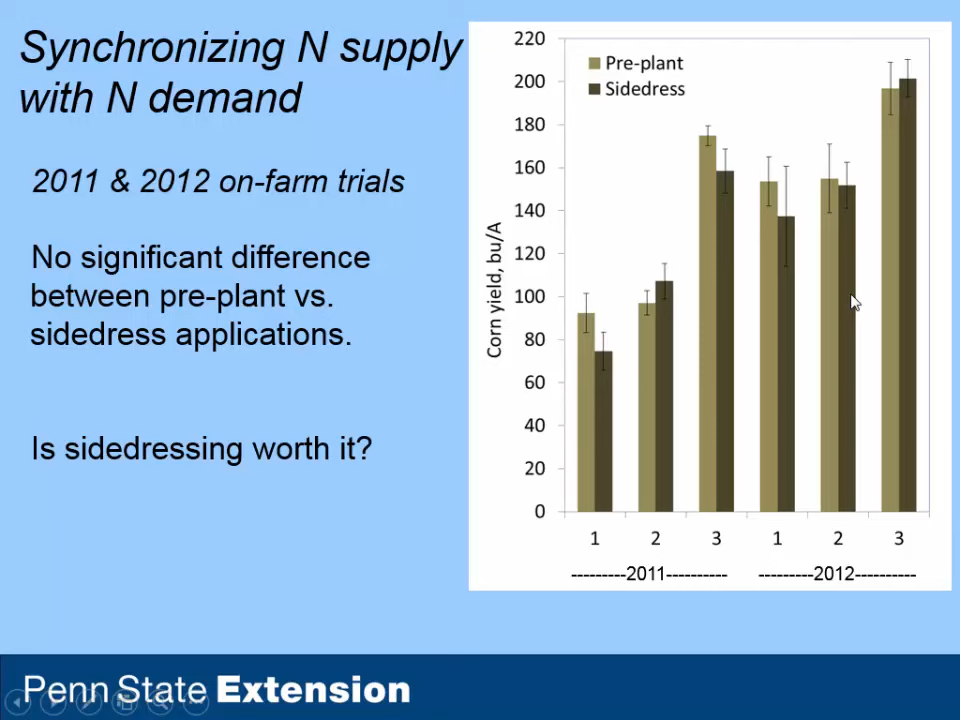 Synchronizing N supply
with N demand
2011 & 2012 on-farm trials
No significant difference
between pre-plant vs.
sidedress applications.
Is sidedressing worth it?
Pre-plant
Sidedress
Corn yield, bu/A
220
200
180
160
140
120
100
80
60
40
20
0
1 2 3 1 2 3
---------2011---------- ---------2012----------
Penn State Extension